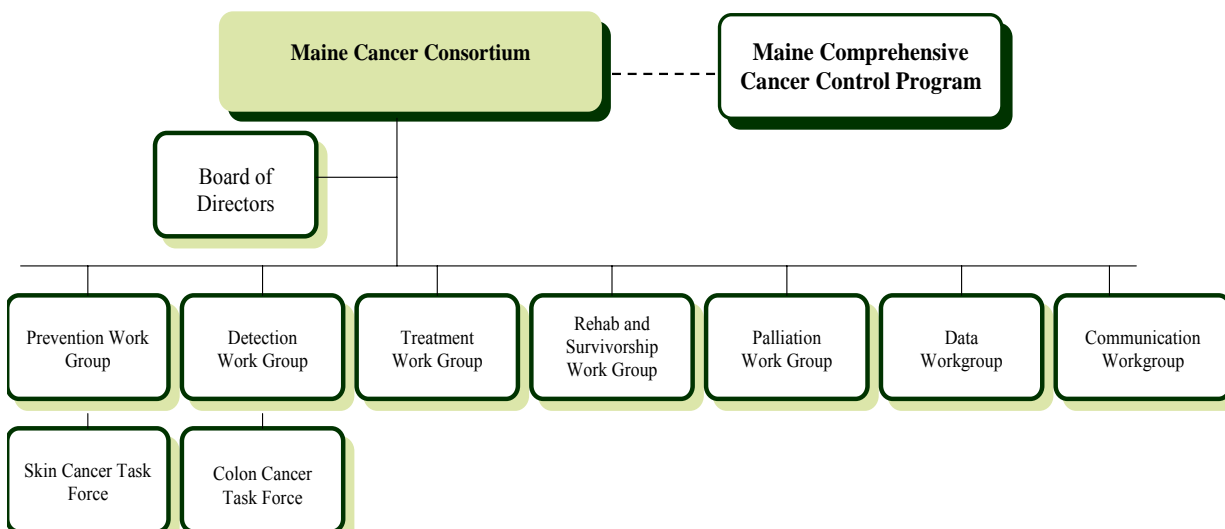 Maine Cancer Consortium
Maine Comprehensive
Cancer Control Program
Board of
Directors
Prevention Work
Group
Detection
Work Group
Treatment
Work Group
Rehab and
Survivorship
Work Group
Palliation
Work Group
Data
Workgroup
Communication
Workgroup
Skin Cancer Task
Force
Colon Cancer
Task Force